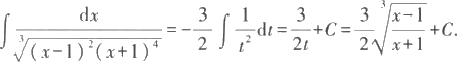 ∫ dx / ∛((x−1)²(x+1)⁴) = −3/2 ∫ 1/t² dt = 3/2t + C = 3/2 ∛((x−1)/(x+1)) + C.